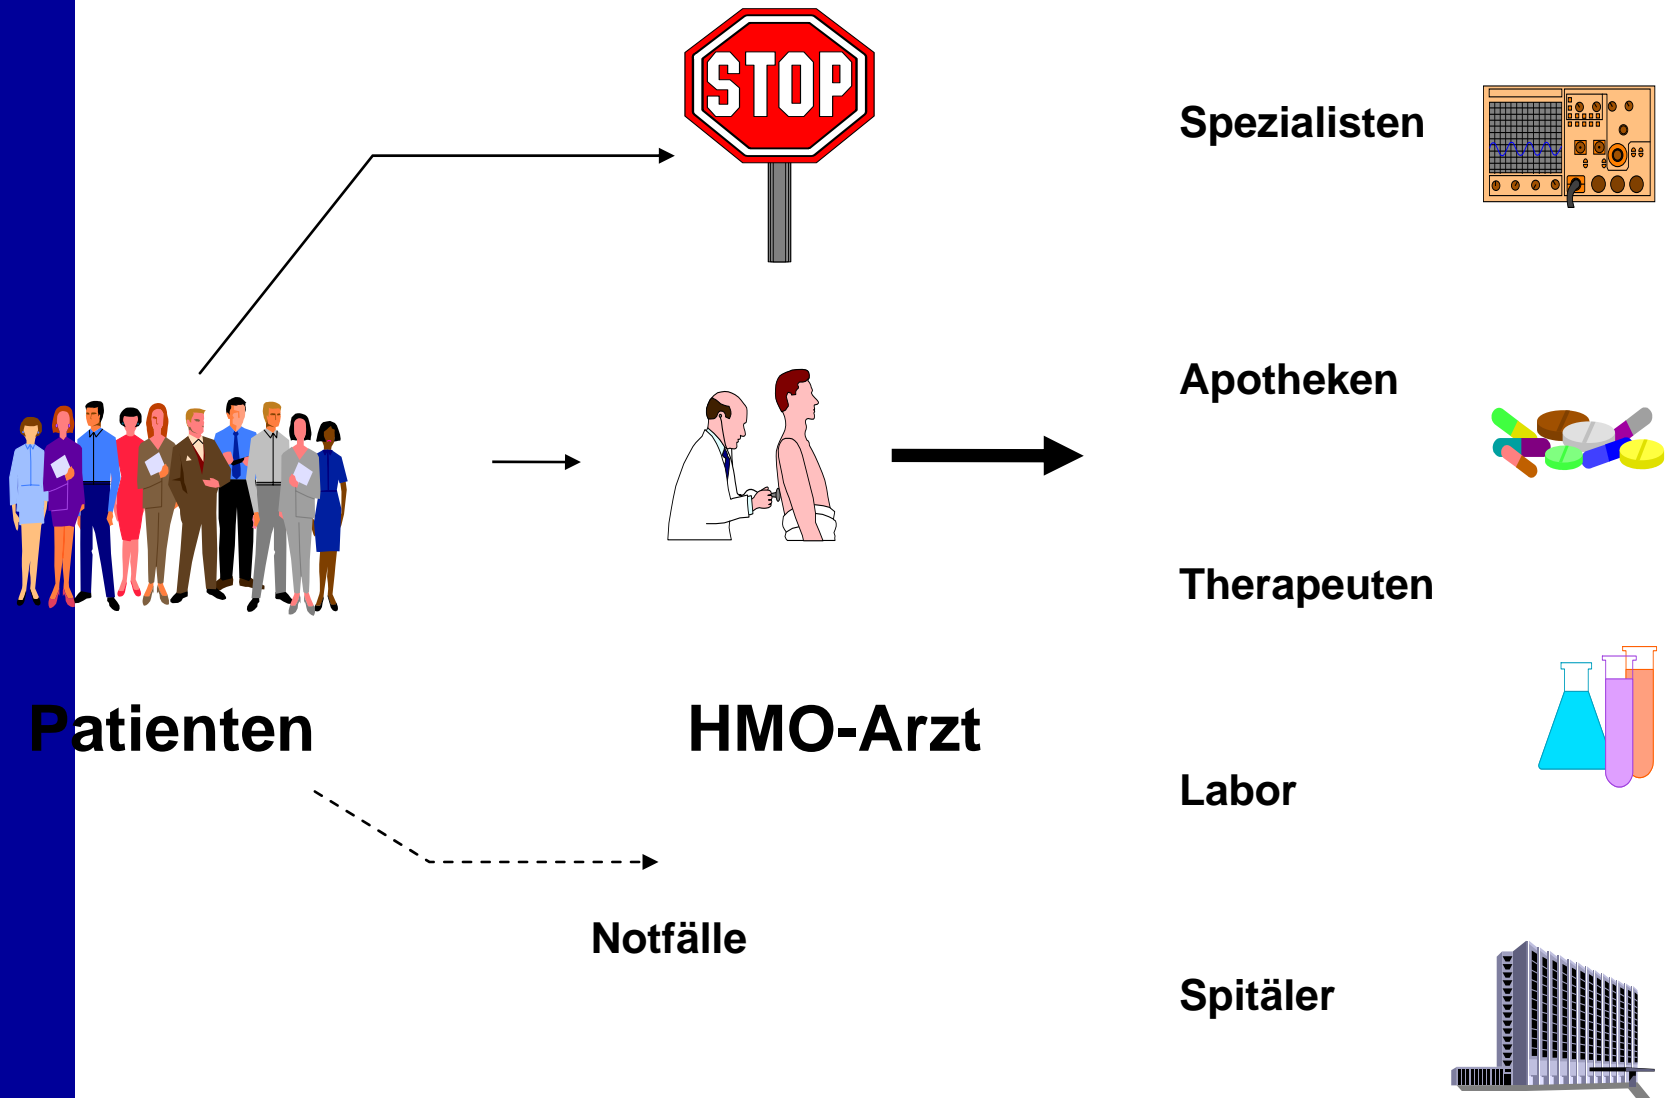 STOP
Spezialisten
Apotheken
Therapeuten
Patienten
HMO-Arzt
Labor
Notfälle
Spitäler